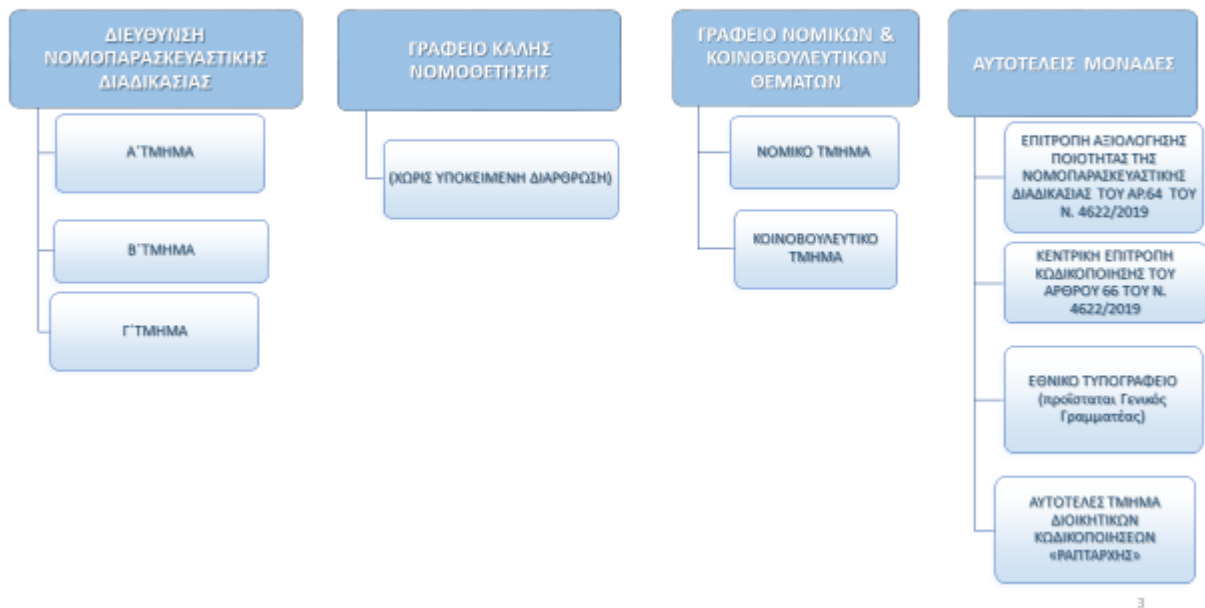 ΔΙΕΥΘΥΝΣΗ
ΝΟΜΟΠΑΡΑΣΚΕΥΑΣΤΙΚΗΣ
ΔΙΑΔΙΚΑΣΙΑΣ
Α΄ΤΜΗΜΑ
Β΄ΤΜΗΜΑ
Γ΄ΤΜΗΜΑ
ΓΡΑΦΕΙΟ ΚΑΛΗΣ
ΝΟΜΟΘΕΤΗΣΗΣ
(ΧΩΡΙΣ ΥΠΟΚΕΙΜΕΝΗ ΔΙΑΡΘΡΩΣΗ)
ΓΡΑΦΕΙΟ ΝΟΜΙΚΩΝ &
ΚΟΙΝΟΒΟΥΛΕΥΤΙΚΩΝ
ΘΕΜΑΤΩΝ
ΝΟΜΙΚΟ ΤΜΗΜΑ
ΚΟΙΝΟΒΟΥΛΕΥΤΙΚΟ
ΤΜΗΜΑ
ΑΥΤΟΤΕΛΕΙΣ ΜΟΝΑΔΕΣ
ΕΠΙΤΡΟΠΗ ΑΞΙΟΛΟΓΗΣΗΣ
ΠΟΙΟΤΗΤΑΣ ΤΗΣ
ΝΟΜΟΠΑΡΑΣΚΕΥΑΣΤΙΚΗΣ
ΔΙΑΔΙΚΑΣΙΑΣ ΤΟΥ ΑΡ.64 ΤΟΥ
Ν. 4622/2019
ΚΕΝΤΡΙΚΗ ΕΠΙΤΡΟΠΗ
ΚΩΔΙΚΟΠΟΙΗΣΗΣ ΤΟΥ
ΑΡΘΡΟΥ 66 ΤΟΥ Ν.
4622/2019
ΕΘΝΙΚΟ ΤΥΠΟΓΡΑΦΕΙΟ
(προΐσταται Γενικός
Γραμματέας)
ΑΥΤΟΤΕΛΕΣ ΤΜΗΜΑ
ΔΙΟΙΚΗΤΙΚΩΝ
ΚΩΔΙΚΟΠΟΙΗΣΕΩΝ
«ΡΑΠΤΑΡΧΗΣ»
3